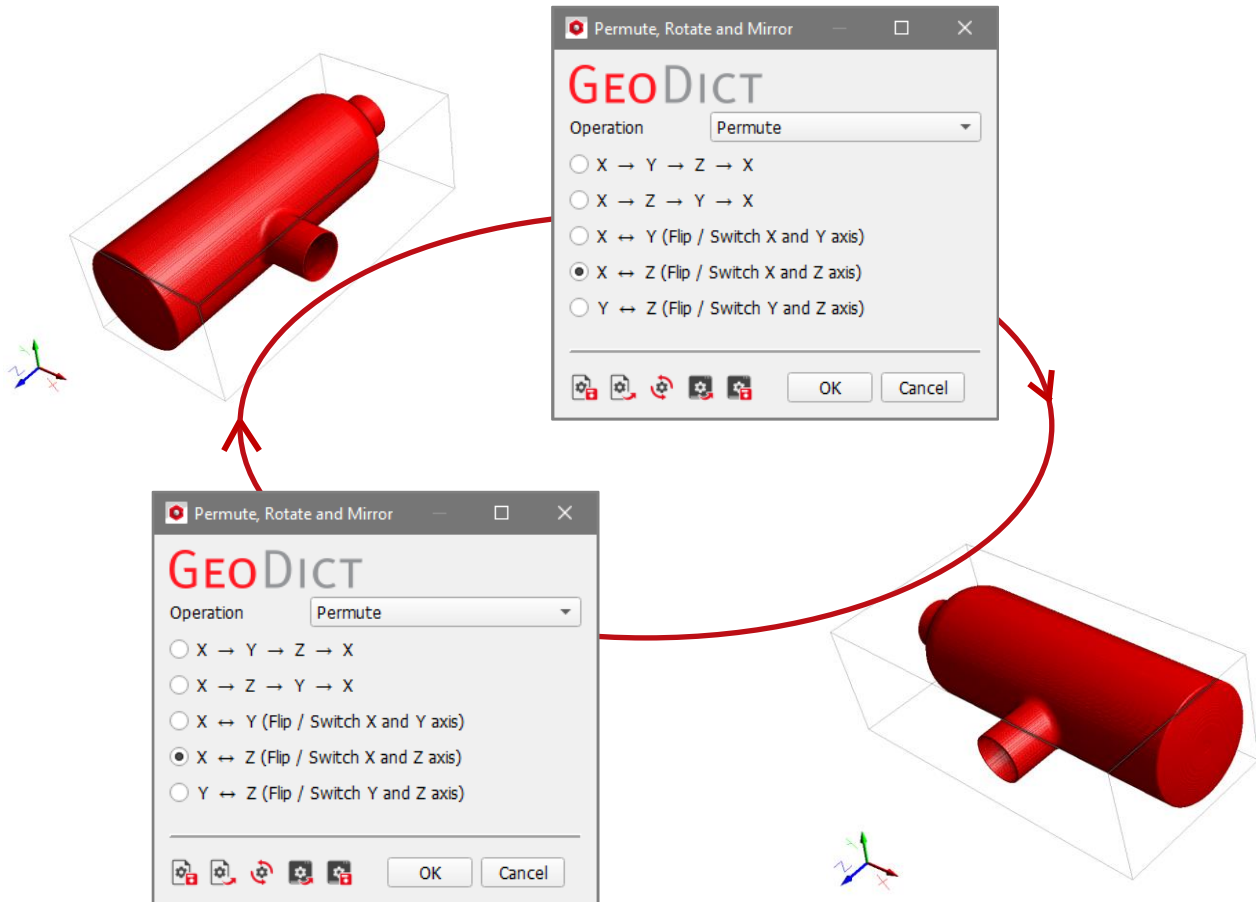 Permute, Rotate and Mirror
GEODICT
Operation Permute
X → Y → Z → X
X → Z → Y → X
X ↔ Y (Flip / Switch X and Y axis)
X ↔ Z (Flip / Switch X and Z axis)
Y ↔ Z (Flip / Switch Y and Z axis)
OK Cancel
Y
Z
X
Permute, Rotate and Mirror
GEODICT
Operation Permute
X → Y → Z → X
X → Z → Y → X
X ↔ Y (Flip / Switch X and Y axis)
X ↔ Z (Flip / Switch X and Z axis)
Y ↔ Z (Flip / Switch Y and Z axis)
OK Cancel
Y
Z
X